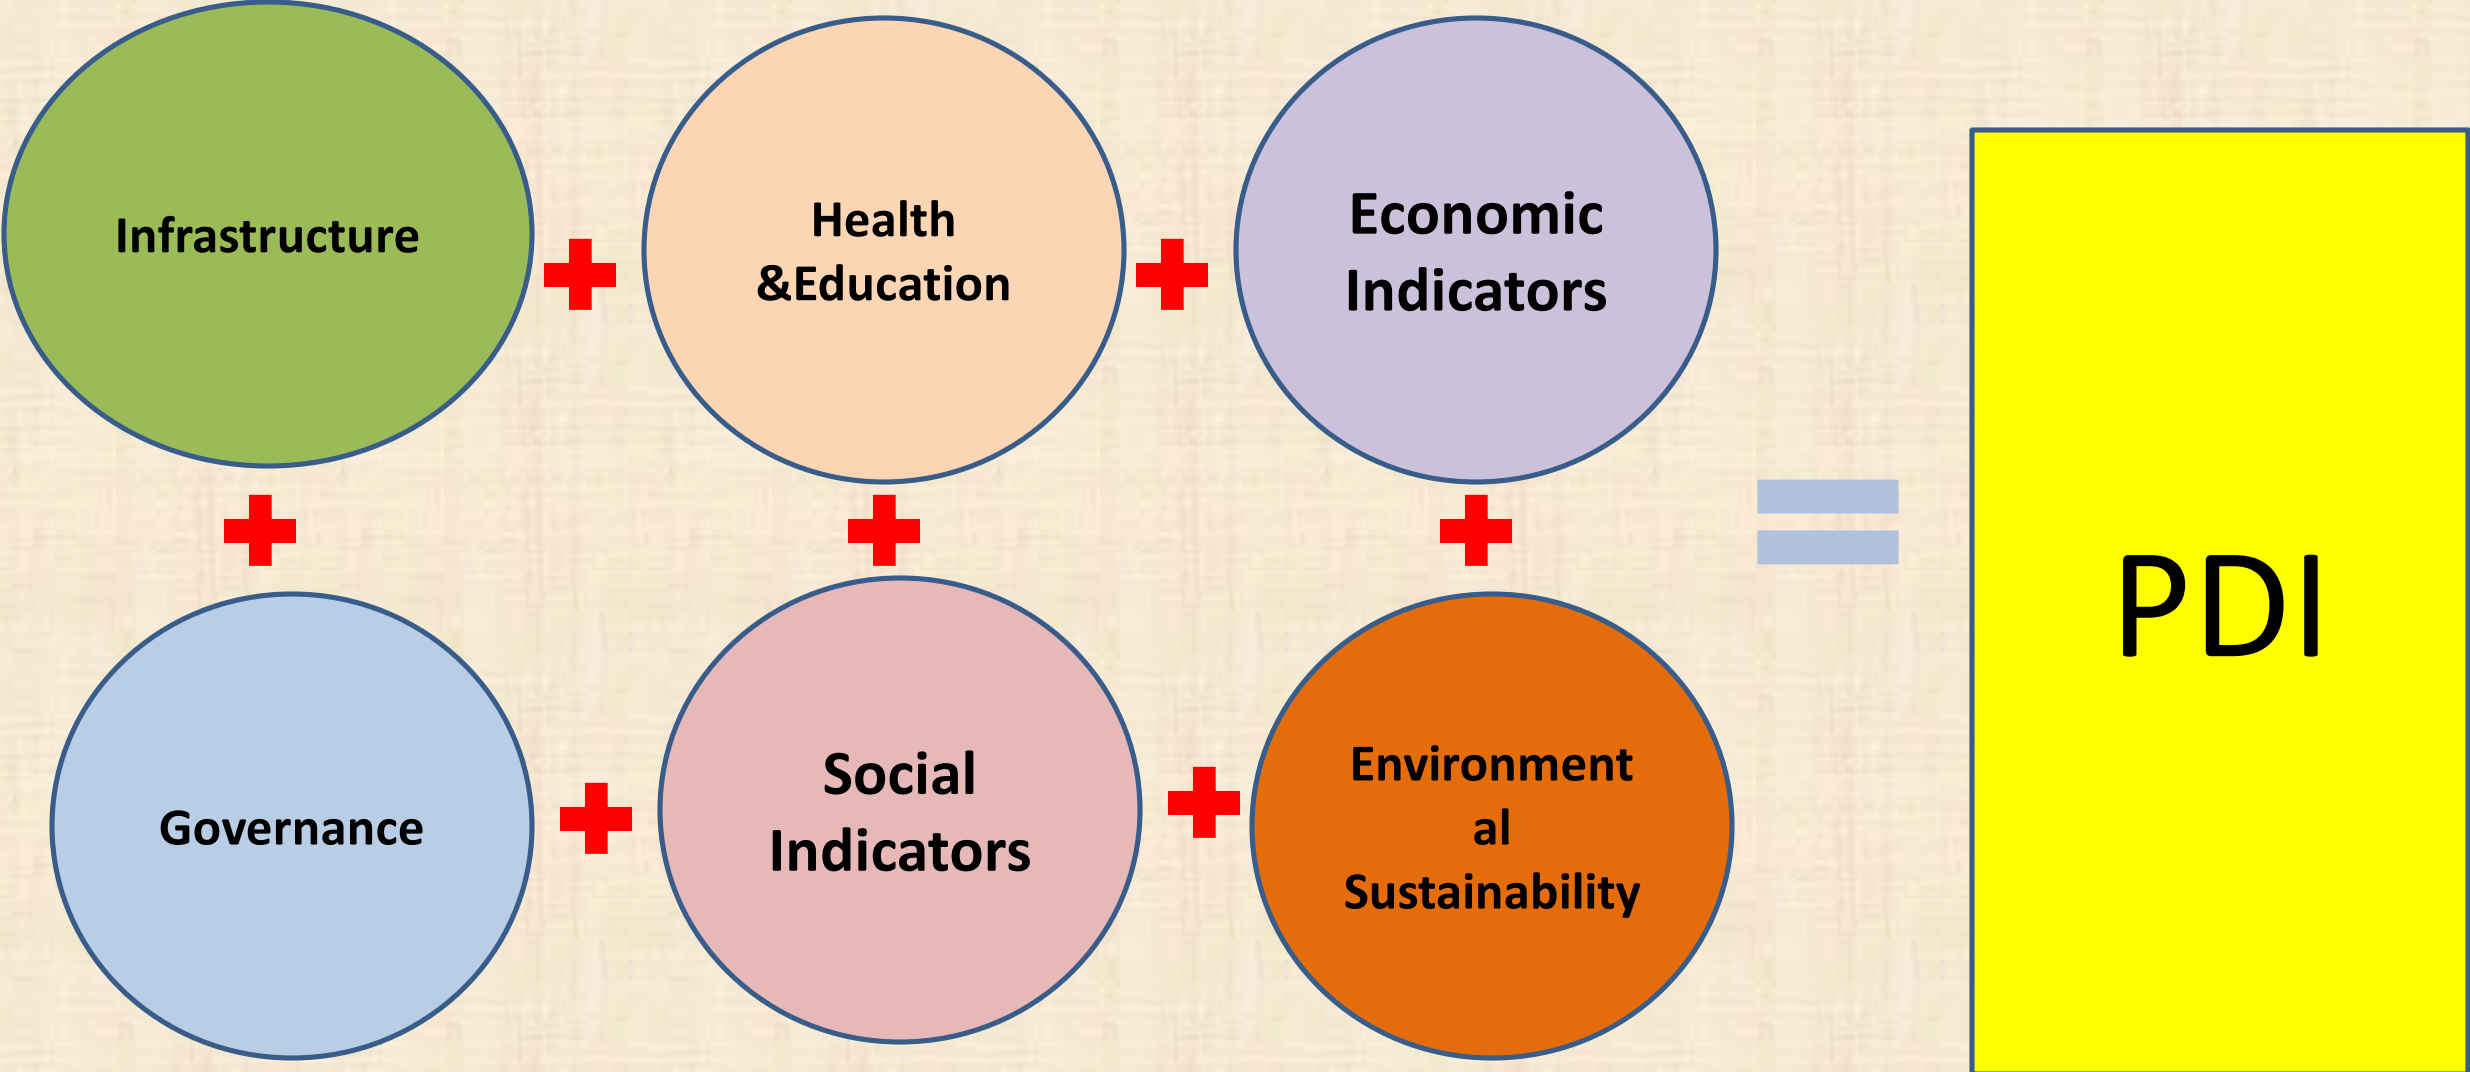 Infrastructure
Health
&Education
Economic
Indicators
Governance
Social
Indicators
Environment
al
Sustainability
PDI